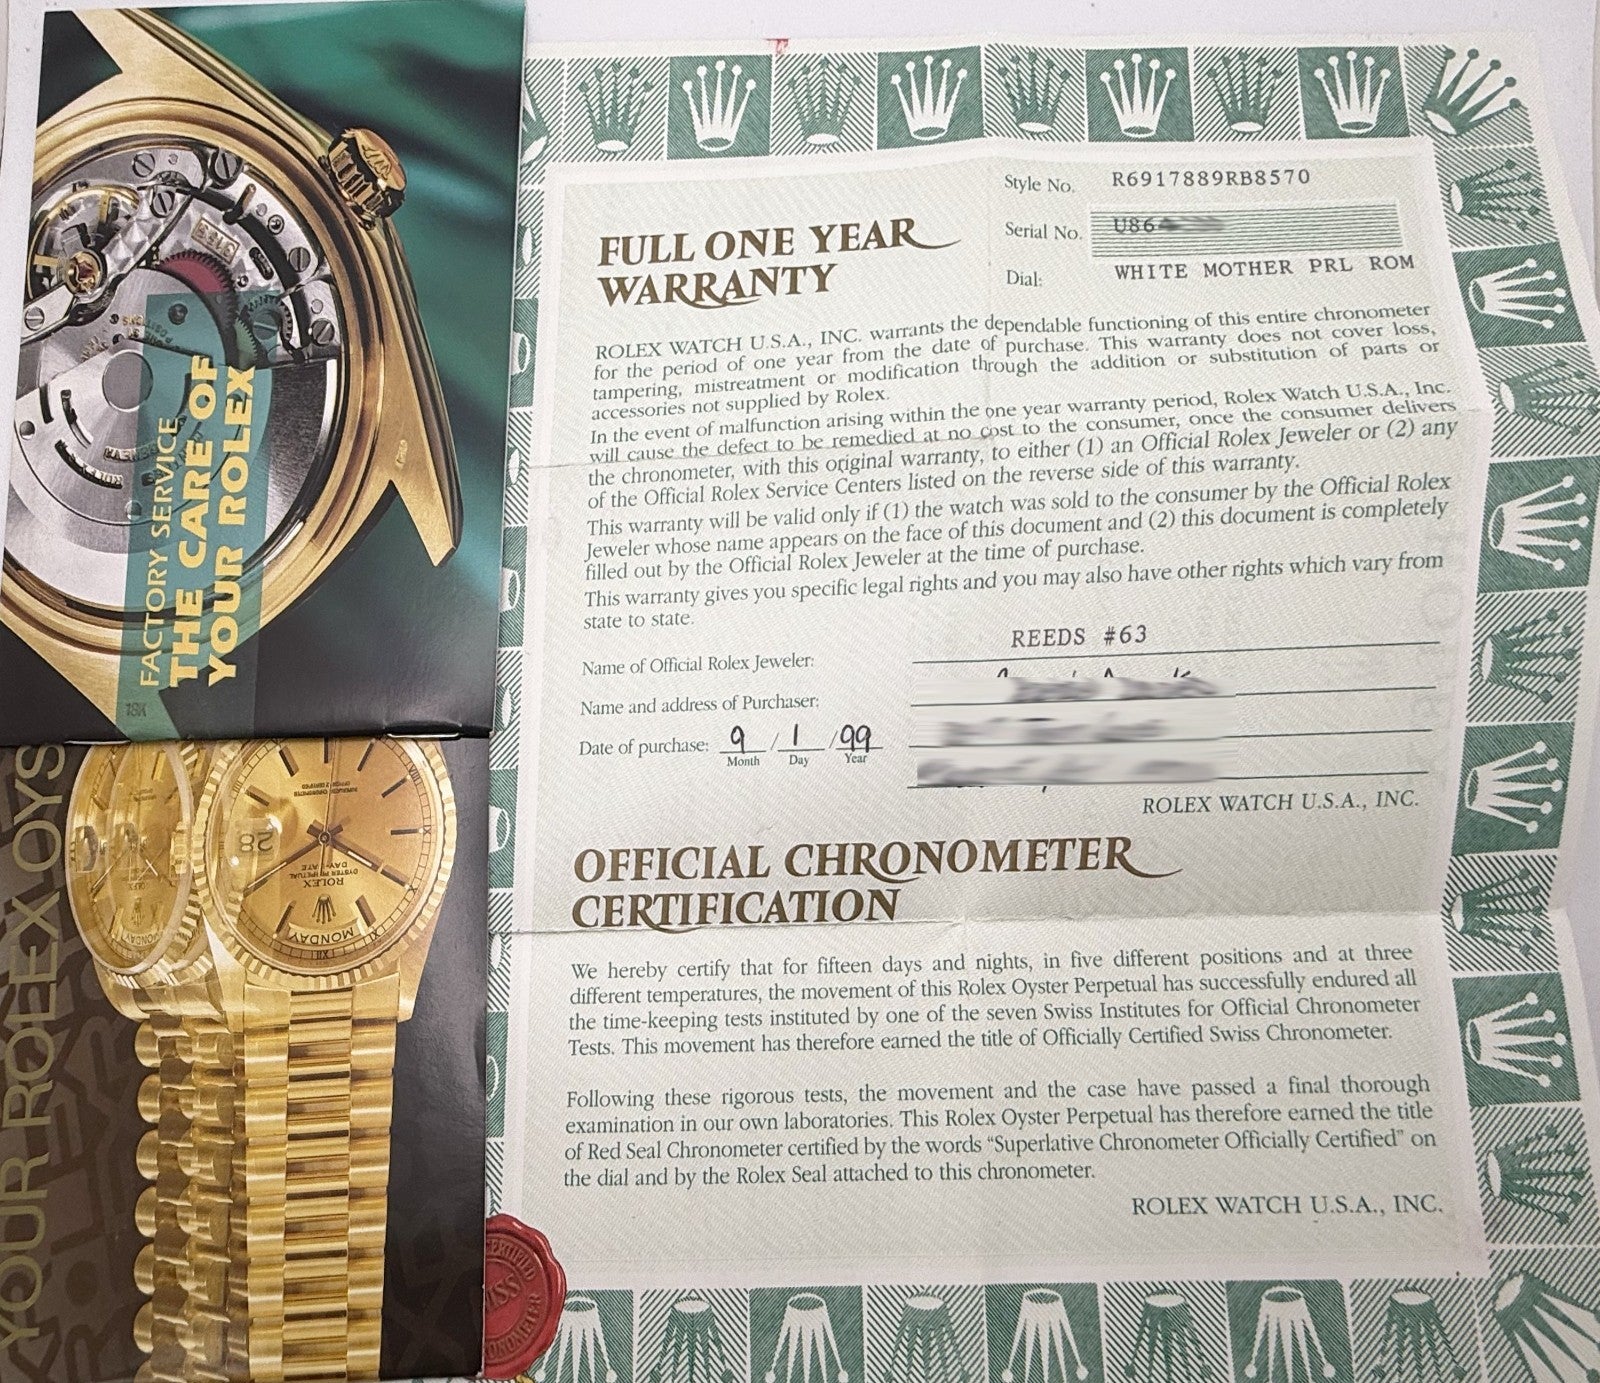 FACTORY SERVICE
THE CARE OF
YOUR ROLEX
18K
YOUR ROLEX OYS
MONDAY
ROLEX
OYSTER PERPETUAL
DAY-DATE
28
SUPERLATIVE CHRONOMETER
OFFICIALLY CERTIFIED
Style No. R6917889RB8570
Serial No. U86
Dial: WHITE MOTHER PRL ROM
FULL ONE YEAR
WARRANTY
ROLEX WATCH U.S.A., INC. warrants the dependable functioning of this entire chronometer
for the period of one year from the date of purchase. This warranty does not cover loss,
tampering, mistreatment or modification through the addition or substitution of parts or
accessories not supplied by Rolex.
In the event of malfunction arising within the one year warranty period, Rolex Watch U.S.A., Inc.
will cause the defect to be remedied at no cost to the consumer, once the consumer delivers
the chronometer, with this original warranty, to either (1) an Official Rolex Jeweler or (2) any
of the Official Rolex Service Centers listed on the reverse side of this warranty.
This warranty will be valid only if (1) the watch was sold to the consumer by the Official Rolex
Jeweler whose name appears on the face of this document and (2) this document is completely
filled out by the Official Rolex Jeweler at the time of purchase.
This warranty gives you specific legal rights and you may also have other rights which vary from
state to state.
Name of Official Rolex Jeweler: REEDS #63
Name and address of Purchaser:
Date of purchase: 9 / 1 / 99
Month Day Year
ROLEX WATCH U.S.A., INC.
OFFICIAL CHRONOMETER
CERTIFICATION
We hereby certify that for fifteen days and nights, in five different positions and at three
different temperatures, the movement of this Rolex Oyster Perpetual has successfully endured all
the time-keeping tests instituted by one of the seven Swiss Institutes for Official Chronometer
Tests. This movement has therefore earned the title of Officially Certified Swiss Chronometer.
Following these rigorous tests, the movement and the case have passed a final thorough
examination in our own laboratories. This Rolex Oyster Perpetual has therefore earned the title
of Red Seal Chronometer certified by the words “Superlative Chronometer Officially Certified” on
the dial and by the Rolex Seal attached to this chronometer.
ROLEX WATCH U.S.A., INC.